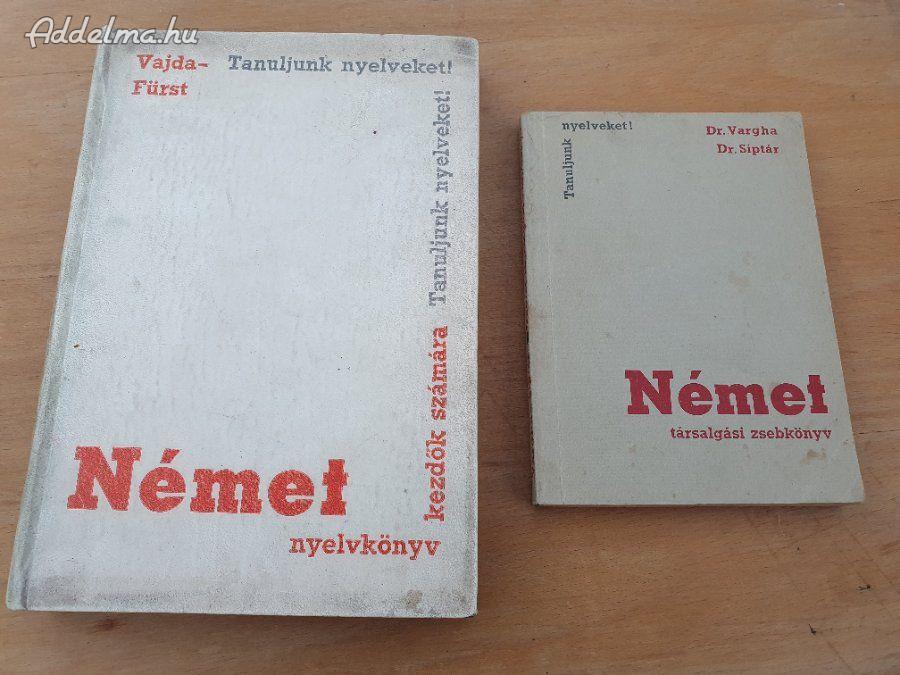 Addelma.hu
Vajda-
Fürst
Tanuljunk nyelveket!
Tanuljunk nyelveket!
kezdők számára
Német
nyelvkönyv
Tanuljunk
nyelveket!
Dr. Vargha
Dr. Siptár
Német
társalgási zsebkönyv